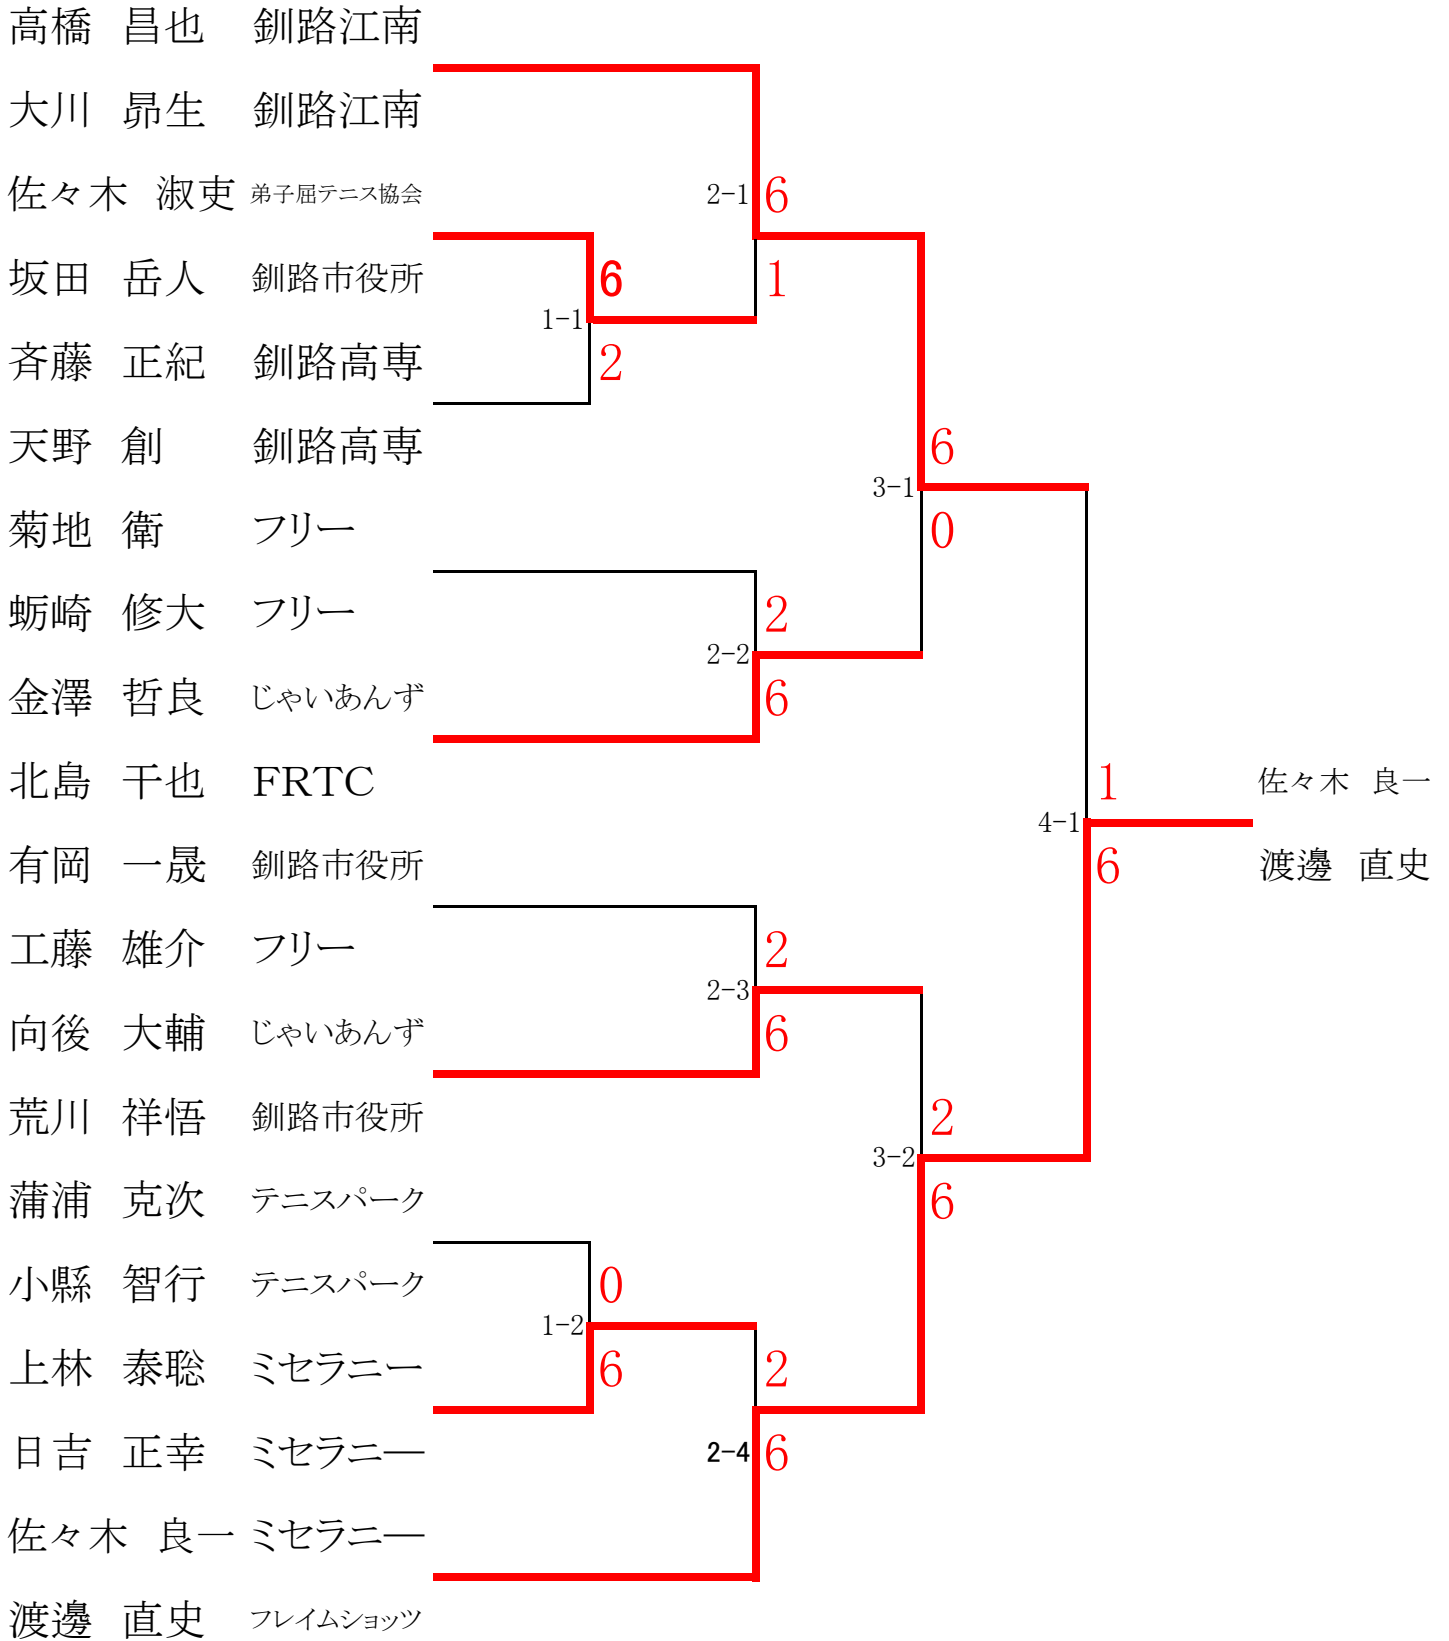 高橋 昌也 釧路江南
大川 昴生 釧路江南
佐々木 淑吏 弟子屈テニス協会 2-1 6
坂田 岳人 釧路市役所 6 1
1-1
斉藤 正紀 釧路高専 2
天野 創 釧路高専 6
3-1
菊地 衛 フリー 0
蛎崎 修大 フリー 2
2-2
金澤 哲良 じゃいあんず 6
北島 干也 FRTC 1 佐々木 良一
4-1
有岡 一晟 釧路市役所 6 渡邊 直史
工藤 雄介 フリー 2
2-3
向後 大輔 じゃいあんず 6
荒川 祥悟 釧路市役所 2
3-2
蒲浦 克次 テニスパーク 6
小縣 智行 テニスパーク 0
1-2
上林 泰聡 ミセラニー 6 2
日吉 正幸 ミセラニー 2-4 6
佐々木 良一 ミセラニー
渡邊 直史 フレイムショッツ